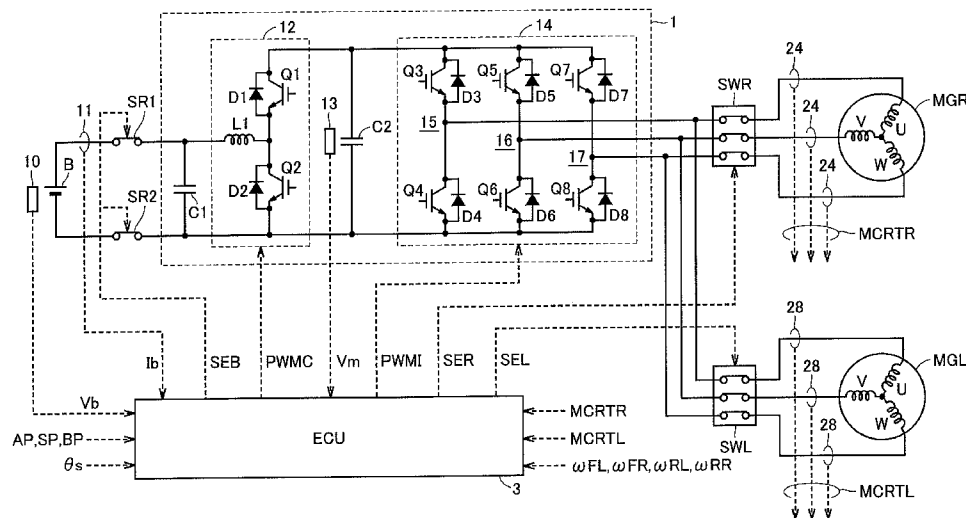 1
12
14
Q1
D1
Q3
D3
Q5
D5
Q7
D7
24
SWR
MGR
24
U
V
W
24
MCRTR
11
SR1
L1
13
C2
15
16
17
10
B
SR2
C1
Q2
D2
Q4
D4
Q6
D6
Q8
D8
28
MGL
28
U
V
W
28
SWL
MCRTL
Ib
SEB
PWMC
Vm
PWMI
SER
SEL
Vb
AP,SP,BP
θs
ECU
3
MCRTR
MCRTL
ωFL,ωFR,ωRL,ωRR